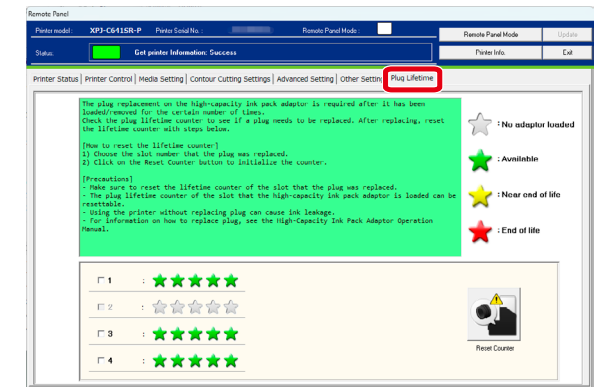 Remote Panel
Printer model : XPJ-C641SR-P Printer Serial No. : Remote Panel Mode :
Remote Panel Mode Update
Status: Get printer Information: Success
Printer Info. Exit
Printer Status Printer Control Media Setting Contour Cutting Settings Advanced Setting Other Setting Plug Lifetime
The plug replacement on the high-capacity ink pack adaptor is required after it has been
loaded/removed for the certain number of times.
Check the plug lifetime counter to see if a plug needs to be replaced. After replacing, reset
the lifetime counter with steps below.
[How to reset the lifetime counter]
1) Choose the slot number that the plug was replaced.
2) Click on the Reset Counter button to initialize the counter.
[Precautions]
- Make sure to reset the lifetime counter of the slot that the plug was replaced.
- The plug lifetime counter of the slot that the high-capacity ink pack adaptor is loaded can be
resettable.
- Using the printer without replacing plug can cause ink leakage.
- For information on how to replace plug, see the High-Capacity Ink Pack Adaptor Operation
Manual.
: No adaptor loaded
: Available
: Near end of life
: End of life
1 :
2 :
3 :
4 :
Reset Counter